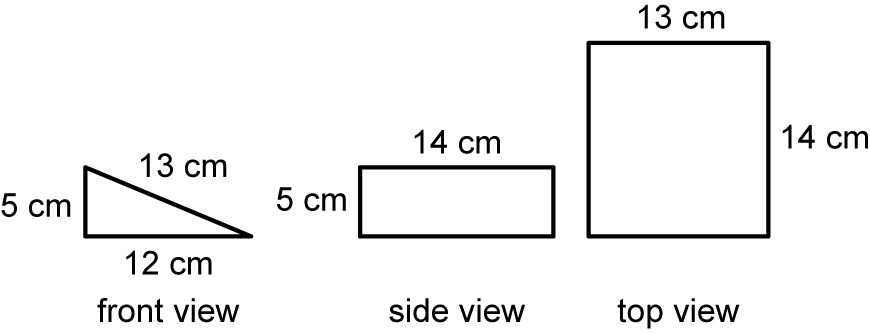 13 cm
5 cm
12 cm
front view
14 cm
5 cm
side view
13 cm
14 cm
top view